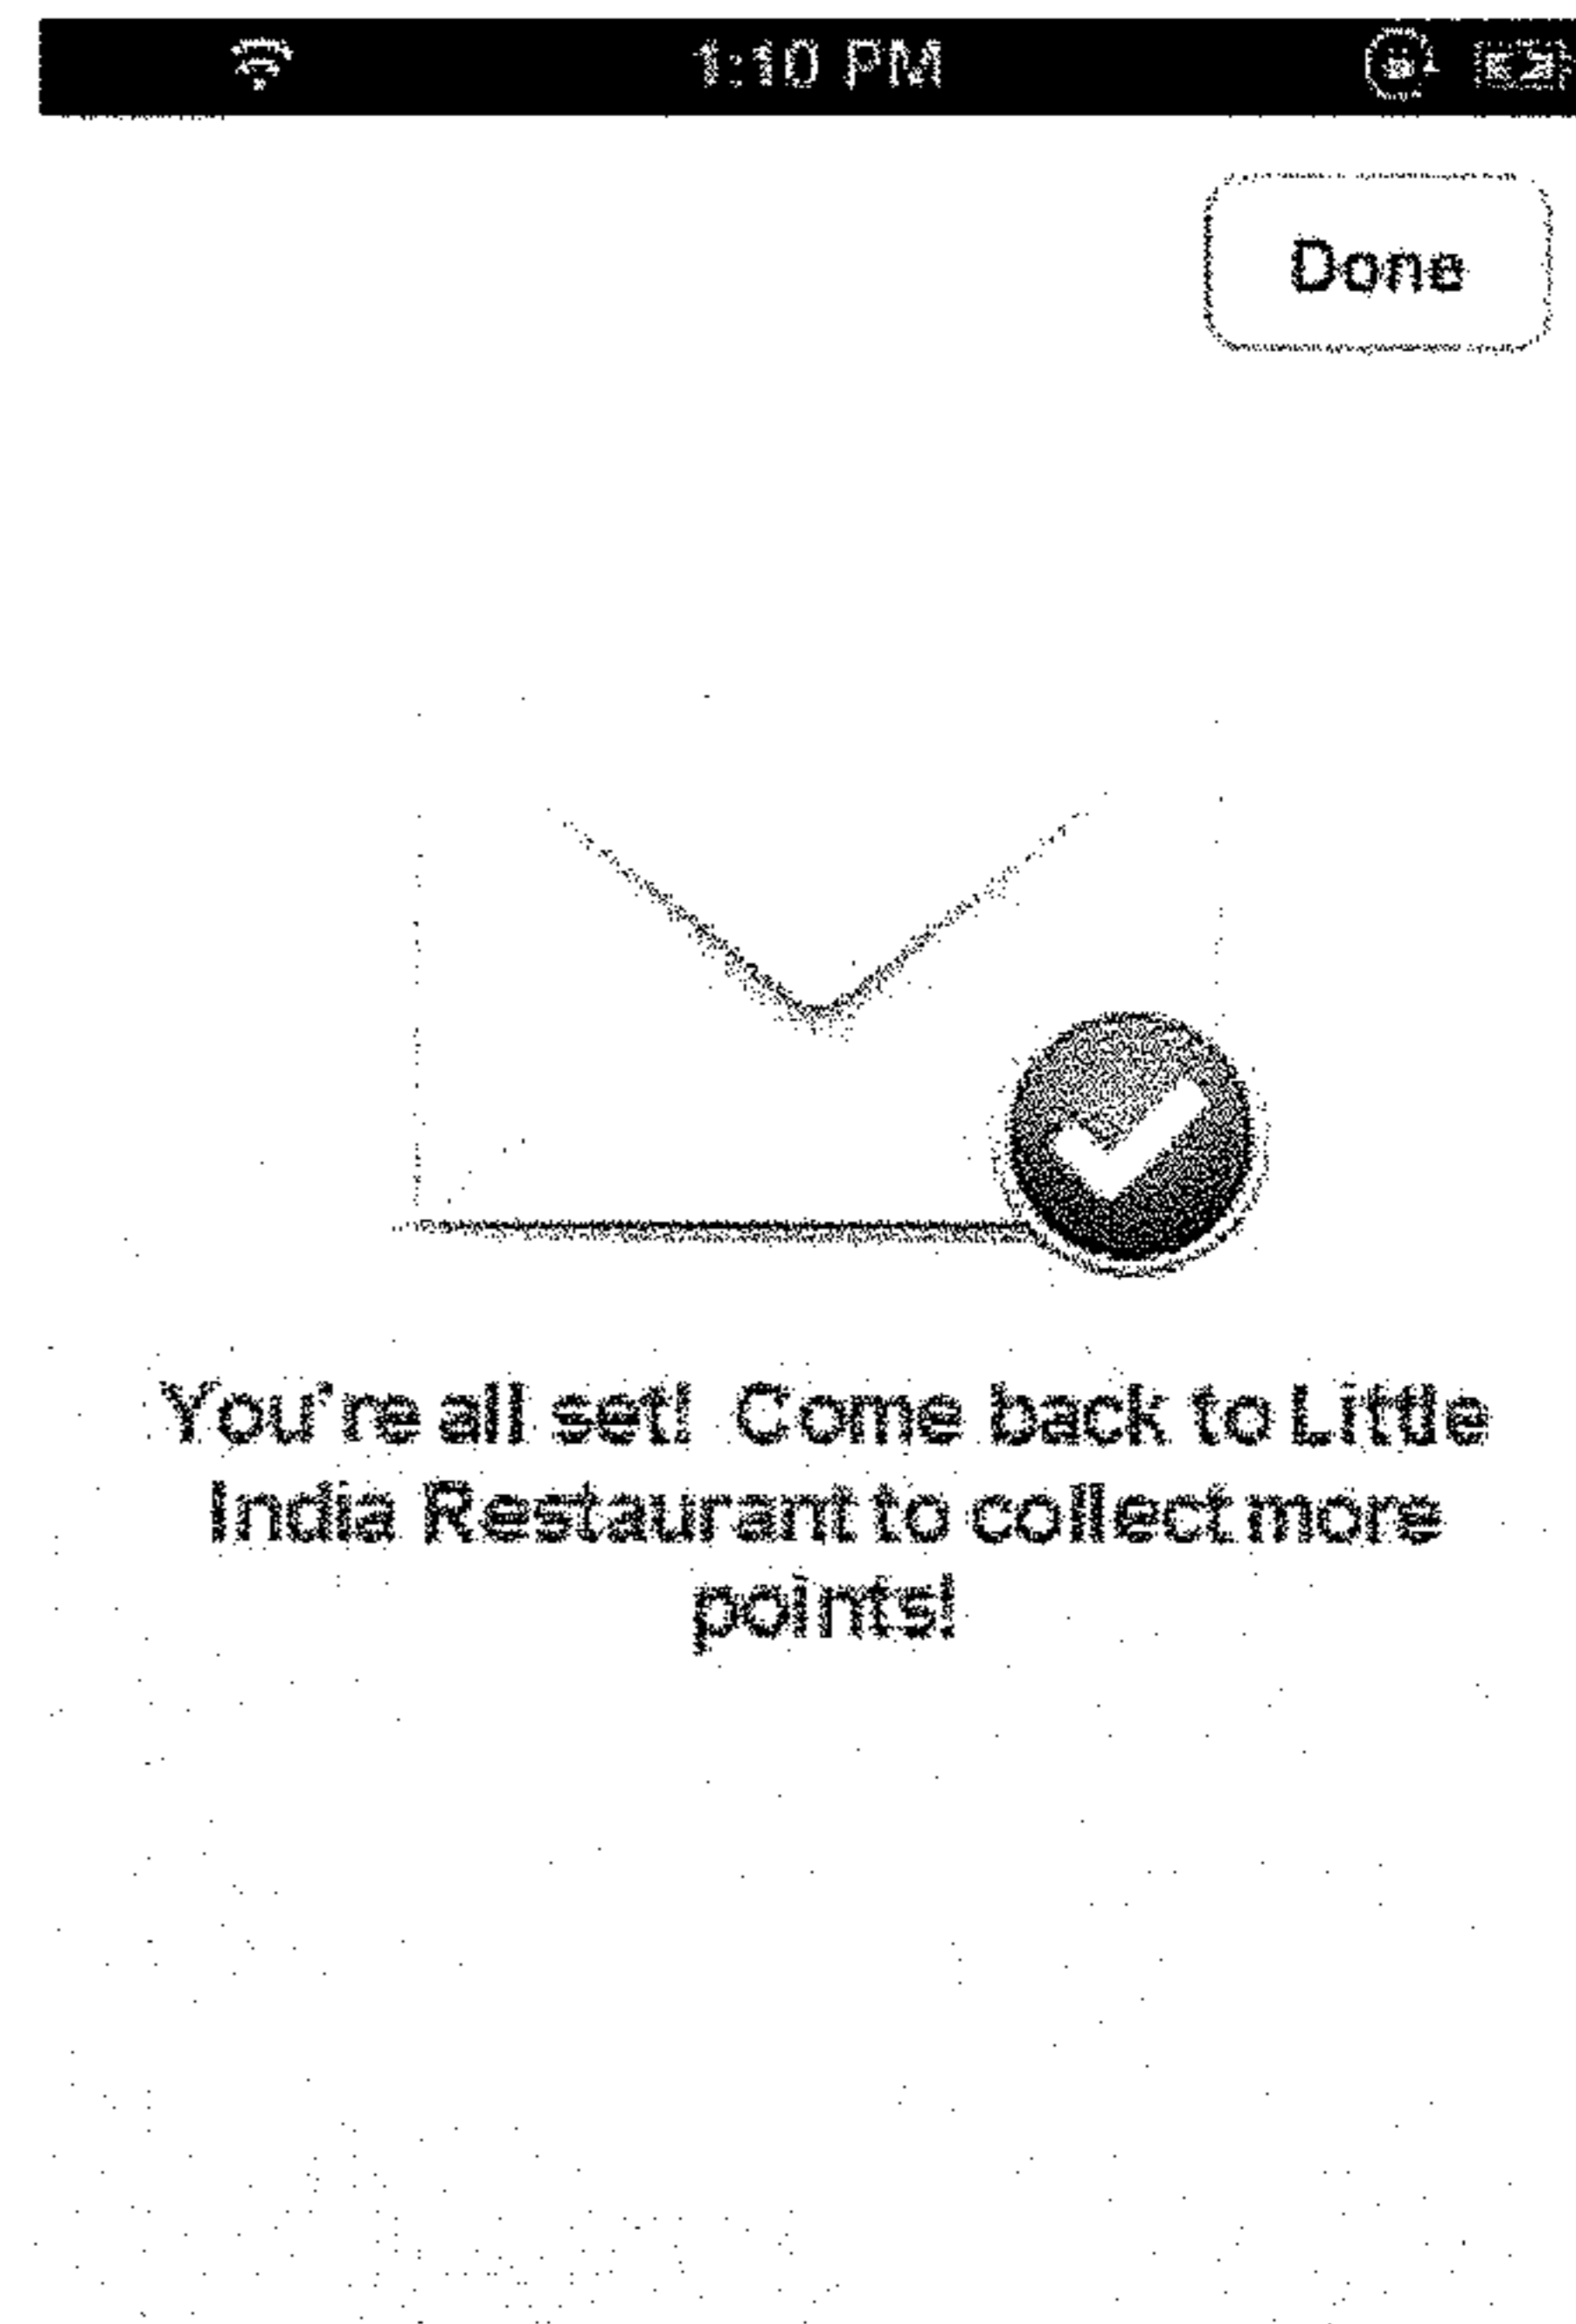 1:10 PM
Done
You're all set!  Come back to Little
India Restaurant to collect more
points!